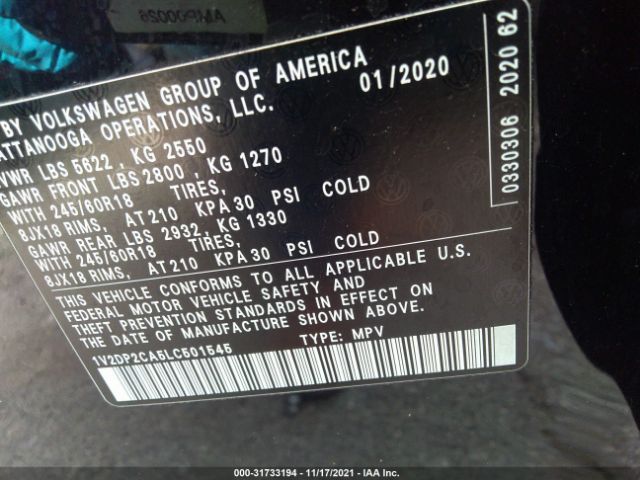 BY VOLKSWAGEN GROUP OF AMERICA
ATTANOOGA OPERATIONS, LLC.
01/2020
VWR LBS 5622 , KG 2550
GAWR FRONT LBS 2800 , KG 1270
WITH 245/60R18 TIRES,
8JX18 RIMS, AT 210 KPA 30 PSI COLD
GAWR REAR LBS 2932, KG 1330
WITH 245/60R18 TIRES,
8JX18 RIMS, AT 210 KPA 30 PSI COLD
THIS VEHICLE CONFORMS TO ALL APPLICABLE U.S.
FEDERAL MOTOR VEHICLE SAFETY AND
THEFT PREVENTION STANDARDS IN EFFECT ON
THE DATE OF MANUFACTURE SHOWN ABOVE.
1V2DP2CA5LC501545 TYPE: MPV
0330306 2020 62
000-31733194 - 11/17/2021 - IAA Inc.